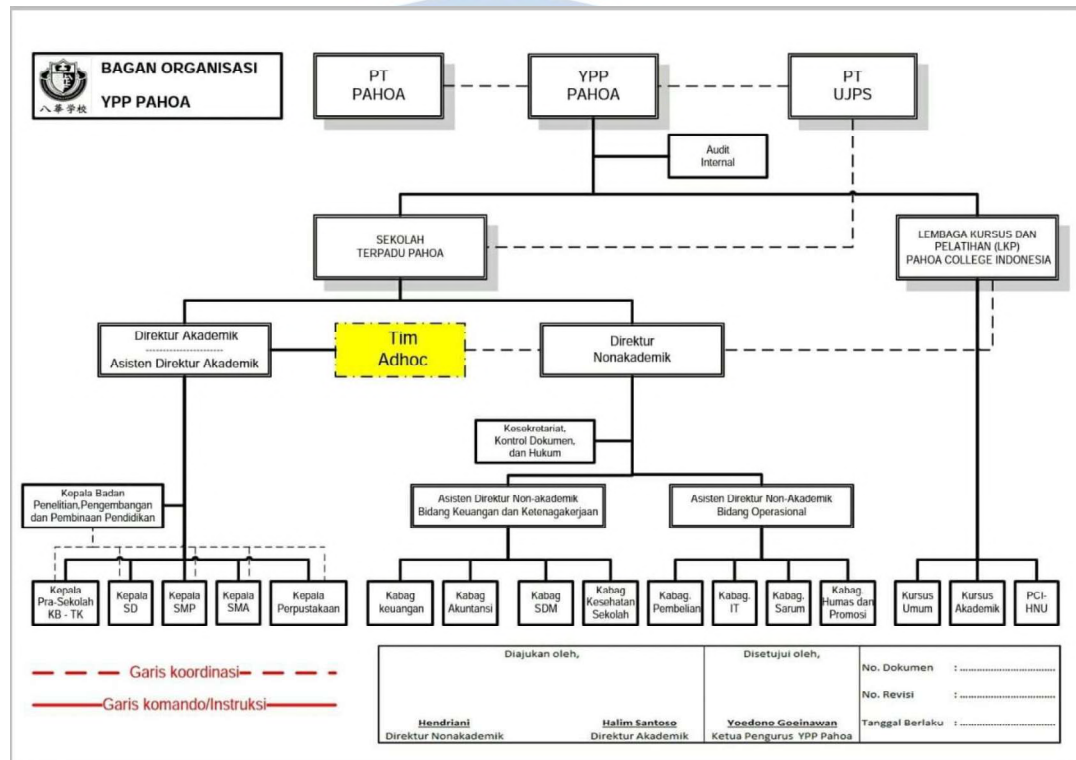 BAGAN ORGANISASI
YPP PAHOA
八華学校
PT
PAHOA
YPP
PAHOA
PT
UJPS
Audit
Internal
SEKOLAH
TERPADU PAHOA
LEMBAGA KURSUS DAN
PELATIHAN (LKP)
PAHOA COLLEGE INDONESIA
Direktur Akademik
Asisten Direktur Akademik
Tim
Adhoc
Direktur
Nonakademik
Kesekretariat,
Kontrol Dokumen,
dan Hukum
Kepala Badan
Penelitian,Pengembangan
dan Pembinaan Pendidikan
Asisten Direktur Non-akademik
Bidang Keuangan dan Ketenagakerjaan
Asisten Direktur Non-Akademik
Bidang Operasional
Kepala
Pra-Sekolah
KB - TK
Kepala
SD
Kepala
SMP
Kepala
SMA
Kepala
Perpustakaan
Kabag
keuangan
Kabag
Akuntansi
Kabag
SDM
Kabag
Kesehatan
Sekolah
Kabag.
Pembelian
Kabag.
IT
Kabag.
Sarum
Kabag.
Humas dan
Promosi
Kursus
Umum
Kursus
Akademik
PCI-
HNU
Garis koordinasi
Garis komando/Instruksi
Diajukan oleh,
Hendriani
Direktur Nonakademik
Halim Santoso
Direktur Akademik
Disetujui oleh,
Yoedono Goeinawan
Ketua Pengurus YPP Pahoa
No. Dokumen : ....................................
No. Revisi : ....................................
Tanggal Berlaku : ....................................